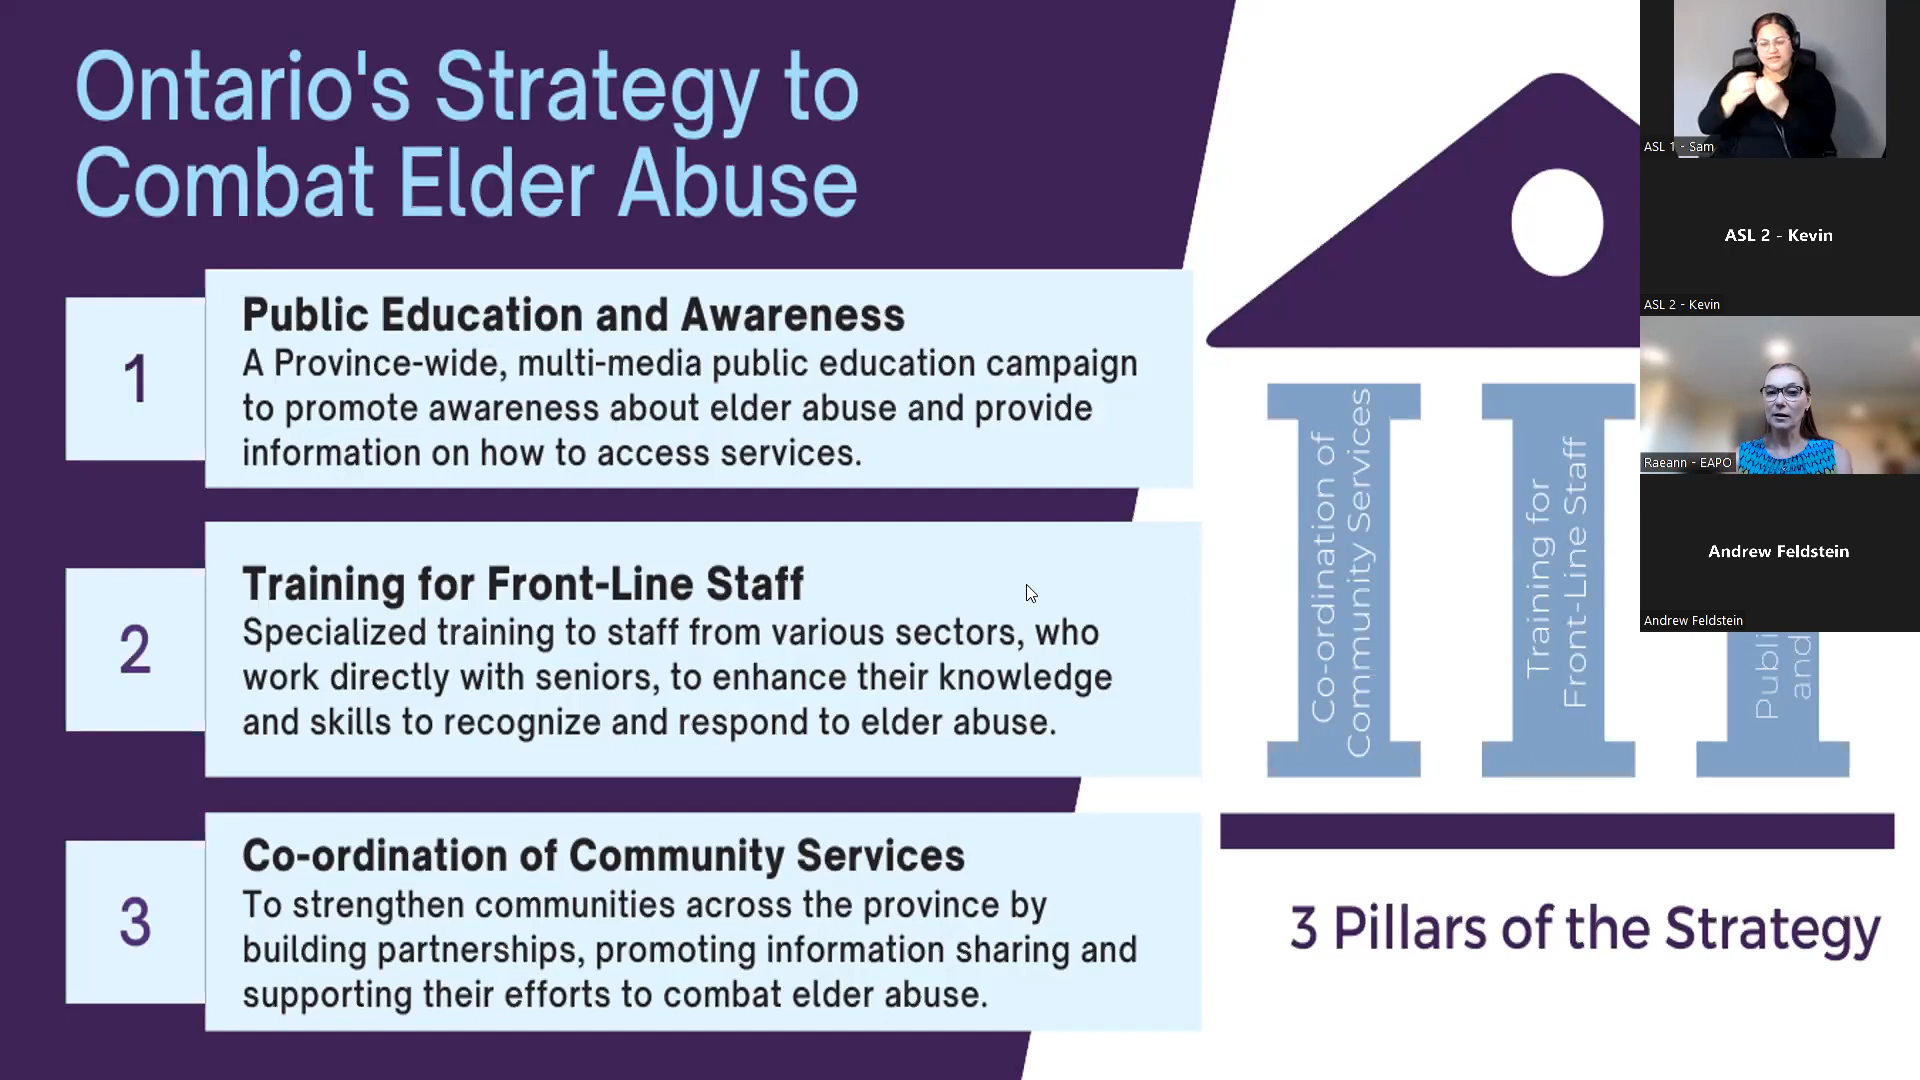 Ontario's Strategy to
Combat Elder Abuse
1
Public Education and Awareness
A Province-wide, multi-media public education campaign
to promote awareness about elder abuse and provide
information on how to access services.
2
Training for Front-Line Staff
Specialized training to staff from various sectors, who
work directly with seniors, to enhance their knowledge
and skills to recognize and respond to elder abuse.
3
Co-ordination of Community Services
To strengthen communities across the province by
building partnerships, promoting information sharing and
supporting their efforts to combat elder abuse.
Co-ordination of
Community Services
Training for
Front-Line Staff
Publi
and
3 Pillars of the Strategy
ASL 1 - Sam
ASL 2 - Kevin
ASL 2 - Kevin
Raeann - EAPO
Andrew Feldstein
Andrew Feldstein